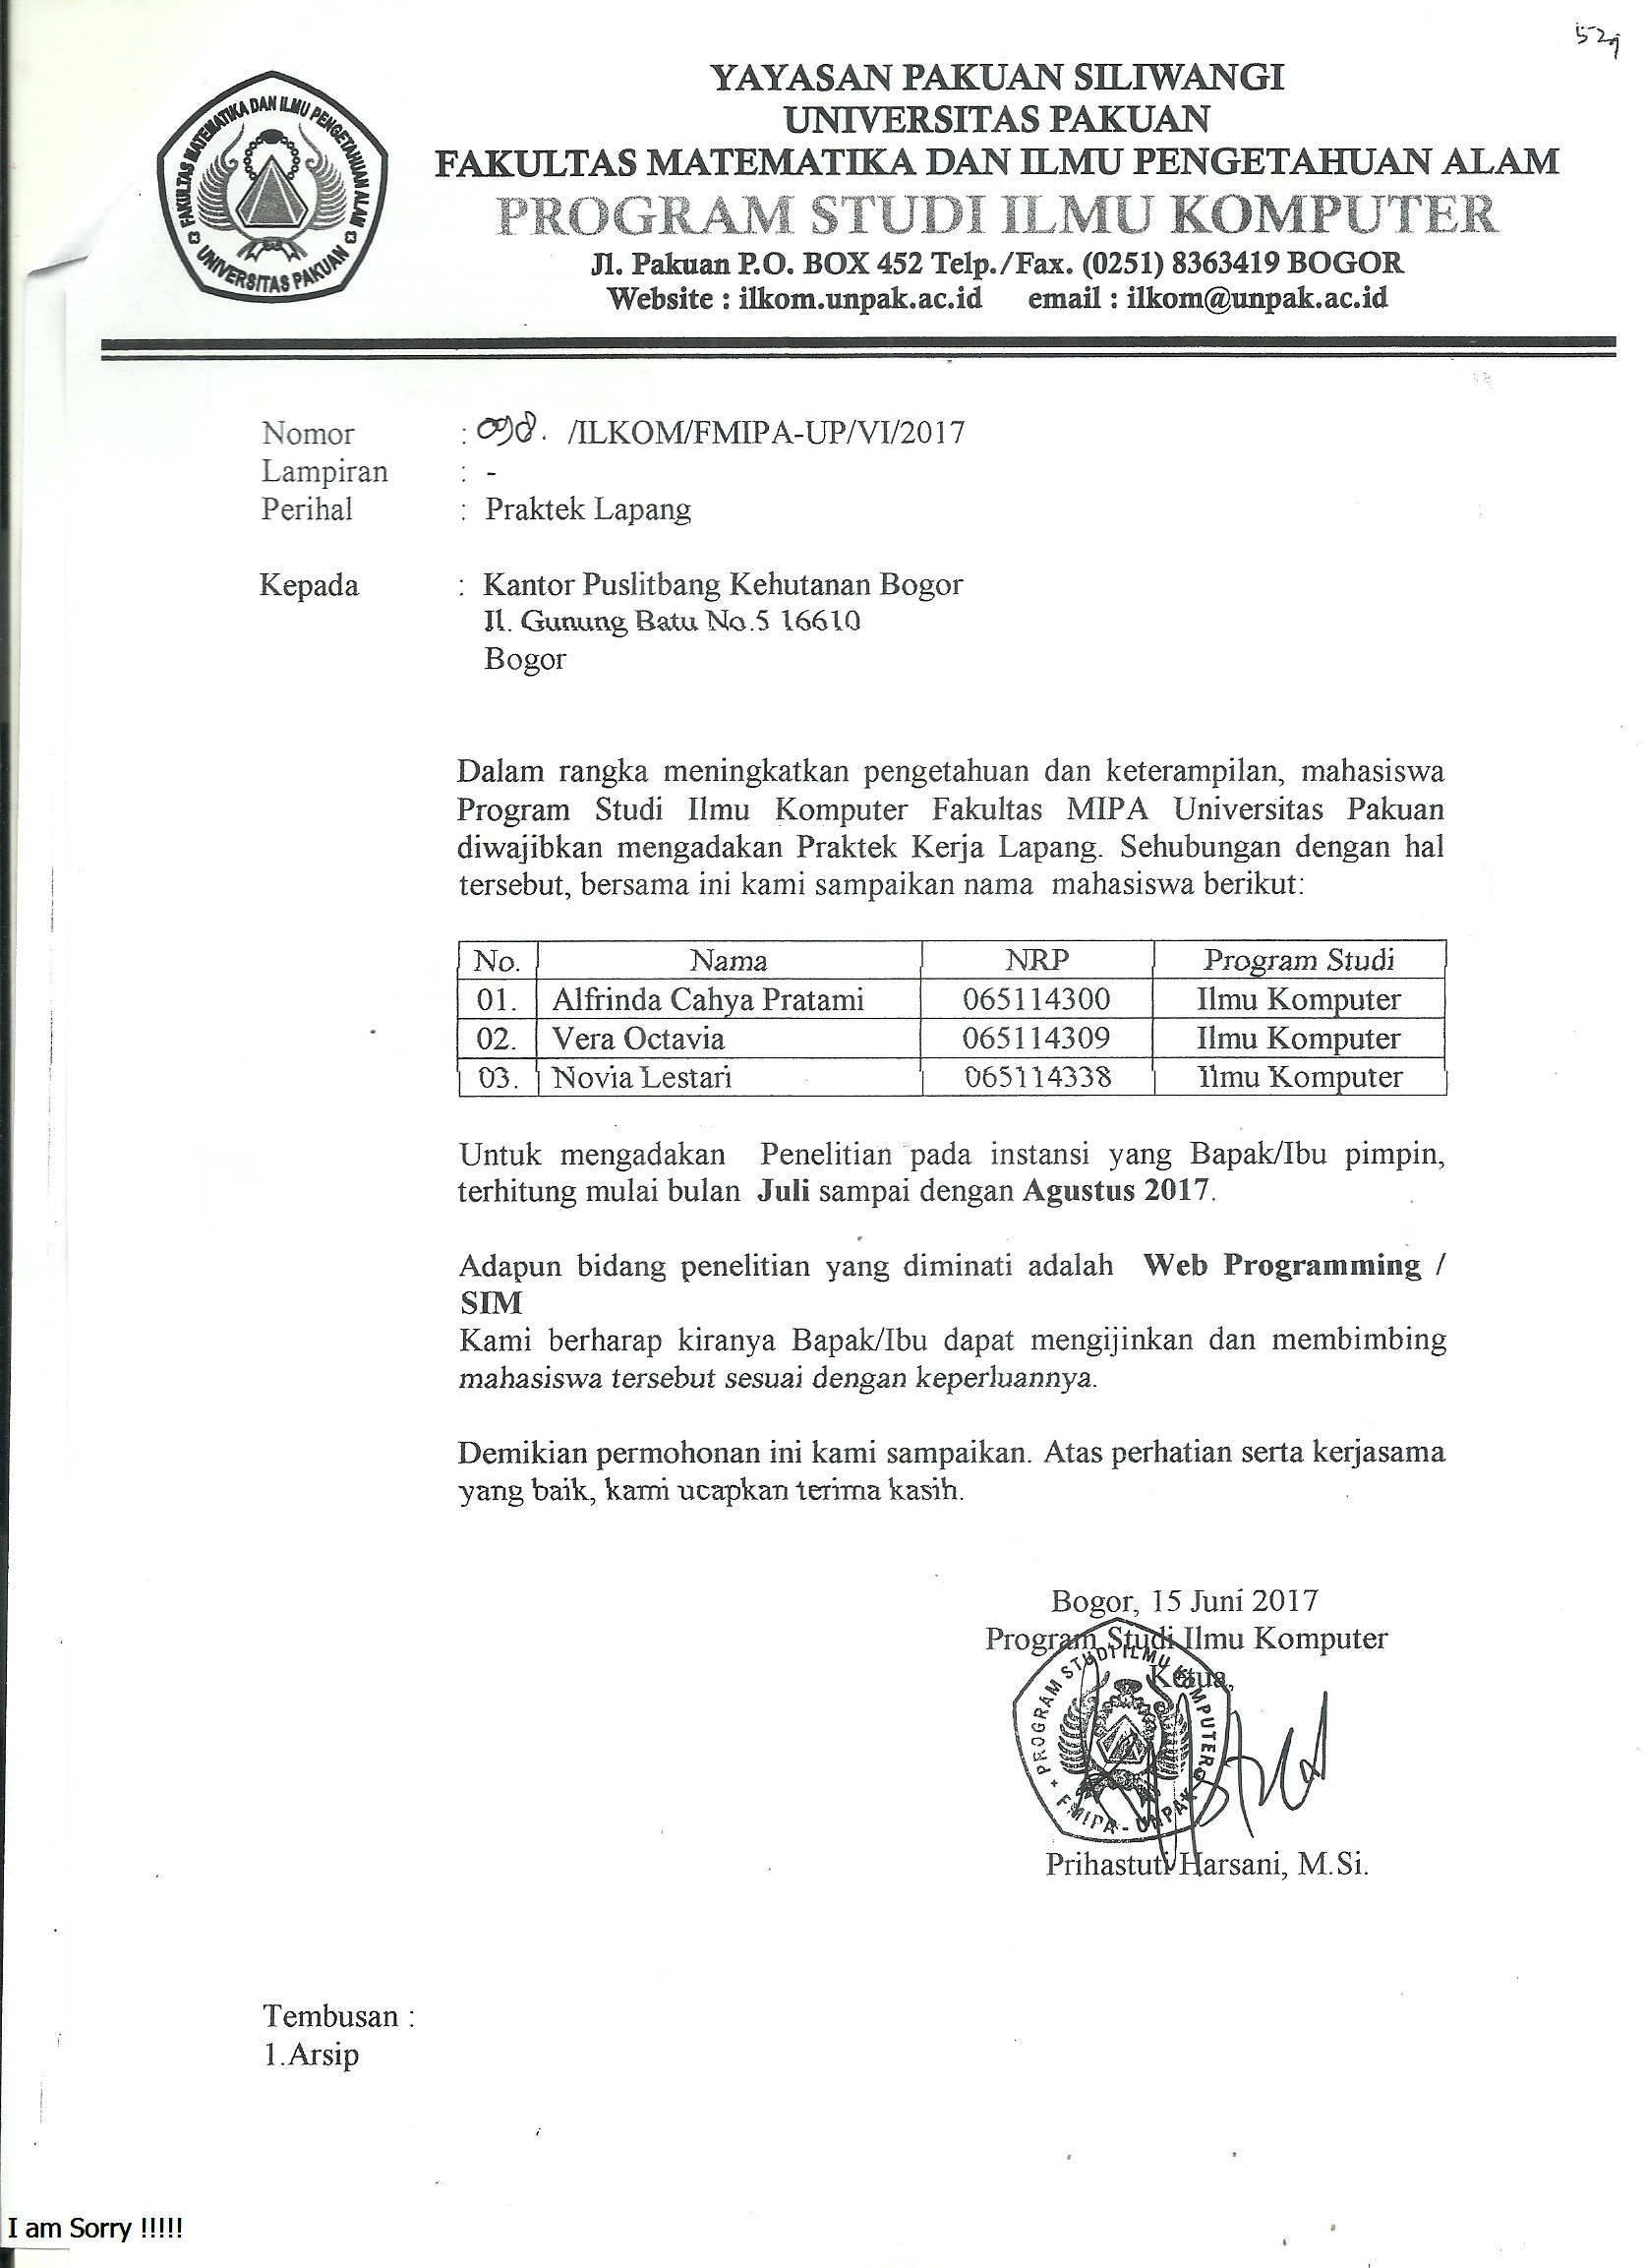 529
FAKULTAS MATEMATIKA DAN ILMU PENGETAHUAN ALAM
UNIVERSITAS PAKUAN
YAYASAN PAKUAN SILIWANGI
UNIVERSITAS PAKUAN
FAKULTAS MATEMATIKA DAN ILMU PENGETAHUAN ALAM
PROGRAM STUDI ILMU KOMPUTER
Jl. Pakuan P.O. BOX 452 Telp./Fax. (0251) 8363419 BOGOR
Website : ilkom.unpak.ac.id email : ilkom@unpak.ac.id
Nomor : /ILKOM/FMIPA-UP/VI/2017
Lampiran : -
Perihal : Praktek Lapang
Kepada : Kantor Puslitbang Kehutanan Bogor
Jl. Gunung Batu No.5 16610
Bogor
Dalam rangka meningkatkan pengetahuan dan keterampilan, mahasiswa
Program Studi Ilmu Komputer Fakultas MIPA Universitas Pakuan
diwajibkan mengadakan Praktek Kerja Lapang. Sehubungan dengan hal
tersebut, bersama ini kami sampaikan nama mahasiswa berikut:
No. Nama NRP Program Studi
01. Alfrinda Cahya Pratami 065114300 Ilmu Komputer
02. Vera Octavia 065114309 Ilmu Komputer
03. Novia Lestari 065114338 Ilmu Komputer
Untuk mengadakan Penelitian pada instansi yang Bapak/Ibu pimpin,
terhitung mulai bulan Juli sampai dengan Agustus 2017.
Adapun bidang penelitian yang diminati adalah Web Programming /
SIM
Kami berharap kiranya Bapak/Ibu dapat mengijinkan dan membimbing
mahasiswa tersebut sesuai dengan keperluannya.
Demikian permohonan ini kami sampaikan. Atas perhatian serta kerjasama
yang baik, kami ucapkan terima kasih.
Bogor, 15 Juni 2017
Program Studi Ilmu Komputer
Ketua,
PROGRAM STUDI ILMU KOMPUTER
FMIPA - UNPAK
Prihastuti Harsani, M.Si.
Tembusan :
1.Arsip
I am Sorry !!!!!